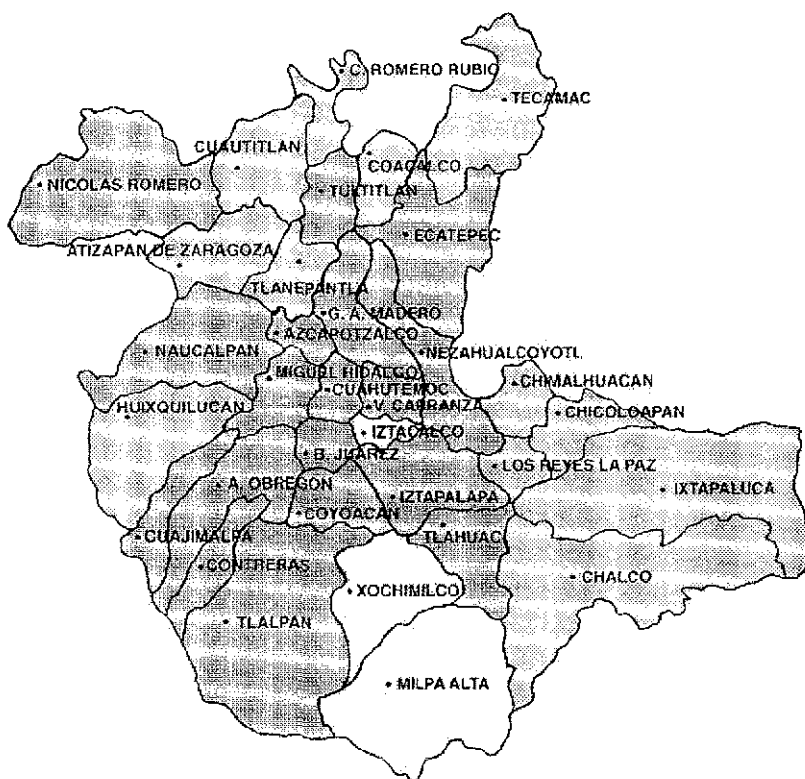 C. ROMERO RUBIO
TECAMAC
CUAUTITLAN
COACALCO
NICOLAS ROMERO
TULTITLAN
ECATEPEC
ATIZAPAN DE ZARAGOZA
TLANEPANTLA
G. A. MADERO
AZCAPOTZALCO
NAUCALPAN
NEZAHUALCOYOTL
MIGUEL HIDALGO
CHIMALHUACAN
CUAHUTEMOC
HUIXQUILUCAN
V. CARRANZA
CHICOLOAPAN
IZTACALCO
B. JUAREZ
LOS REYES LA PAZ
A. OBREGON
IZTAPALAPA
IXTAPALUCA
COYOACAN
CUAJIMALPA
TLAHUAC
CONTRERAS
CHALCO
XOCHIMILCO
TLALPAN
MILPA ALTA